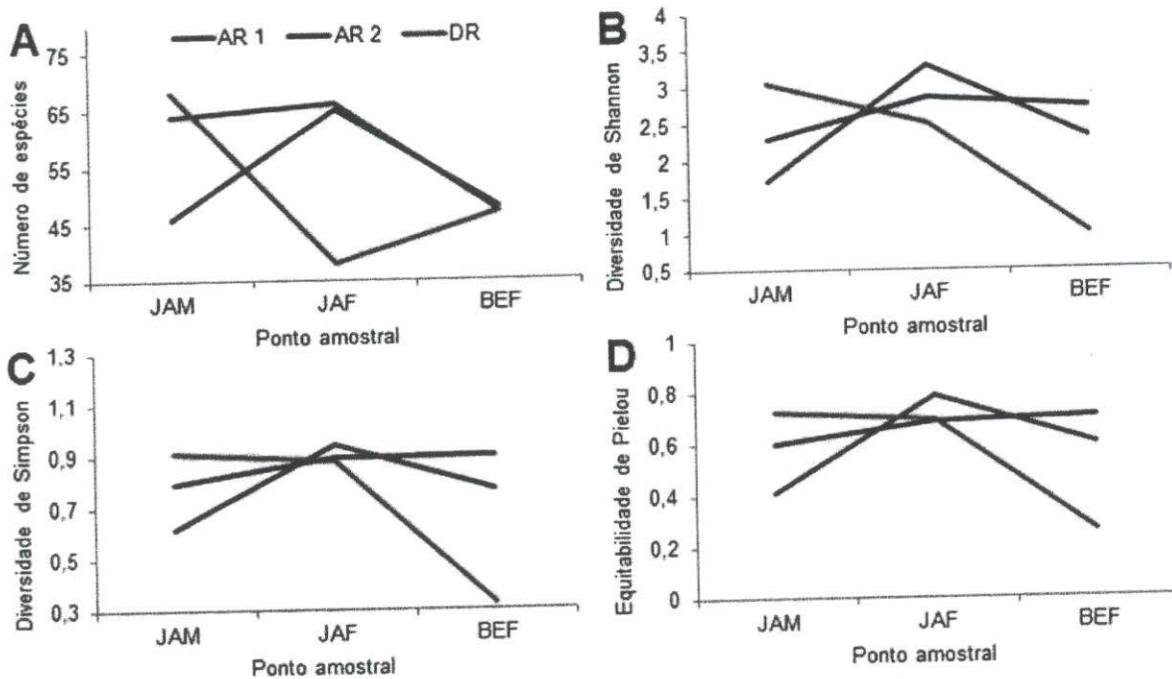 A
AR 1 AR 2 DR
75
65
55
45
35
Número de espécies
JAM JAF BEF
Ponto amostral
B
4
3,5
3
2,5
2
1,5
1
0,5
Diversidade de Shannon
JAM JAF BEF
Ponto amostral
C
1,3
1,1
0,9
0,7
0,5
0,3
Diversidade de Simpson
JAM JAF BEF
Ponto amostral
D
1
0,8
0,6
0,4
0,2
0
Equitabilidade de Pielou
JAM JAF BEF
Ponto amostral